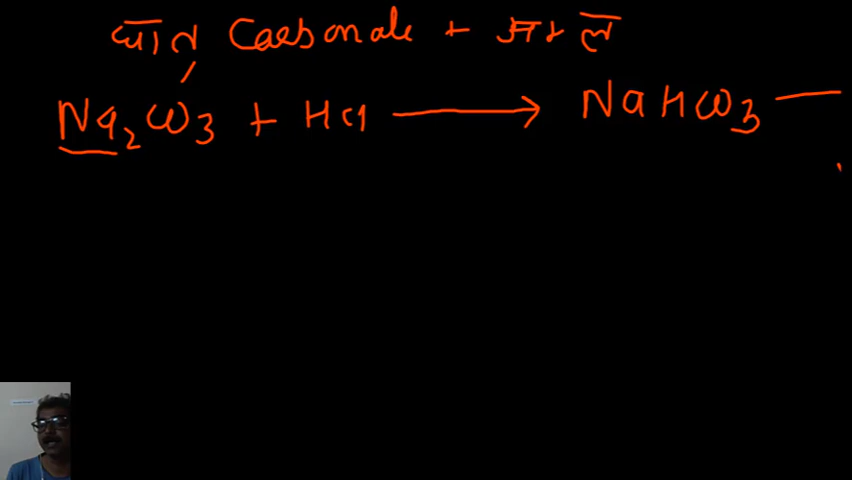 धातु Carbonate + अम्ल
Na₂CO₃ + HCl ⟶ NaHCO₃ —